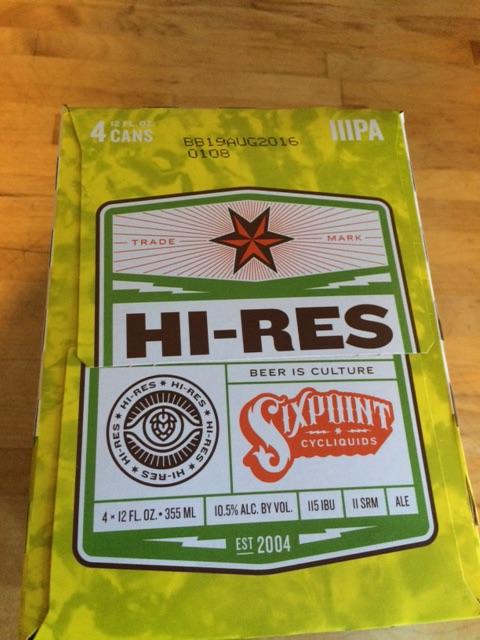 4 12 FL. OZ. CANS
BB19AUG2016
0108
IIIPA
TRADE MARK
HI-RES
BEER IS CULTURE
HI-RES ★ HI-RES ★ HI-RES ★ HI-RES ★ HI-RES ★
SIXPOINT
CYCLIQUIDS
4 × 12 FL. OZ. • 355 ML
10.5% ALC. BY VOL.
115 IBU
11 SRM
ALE
EST 2004